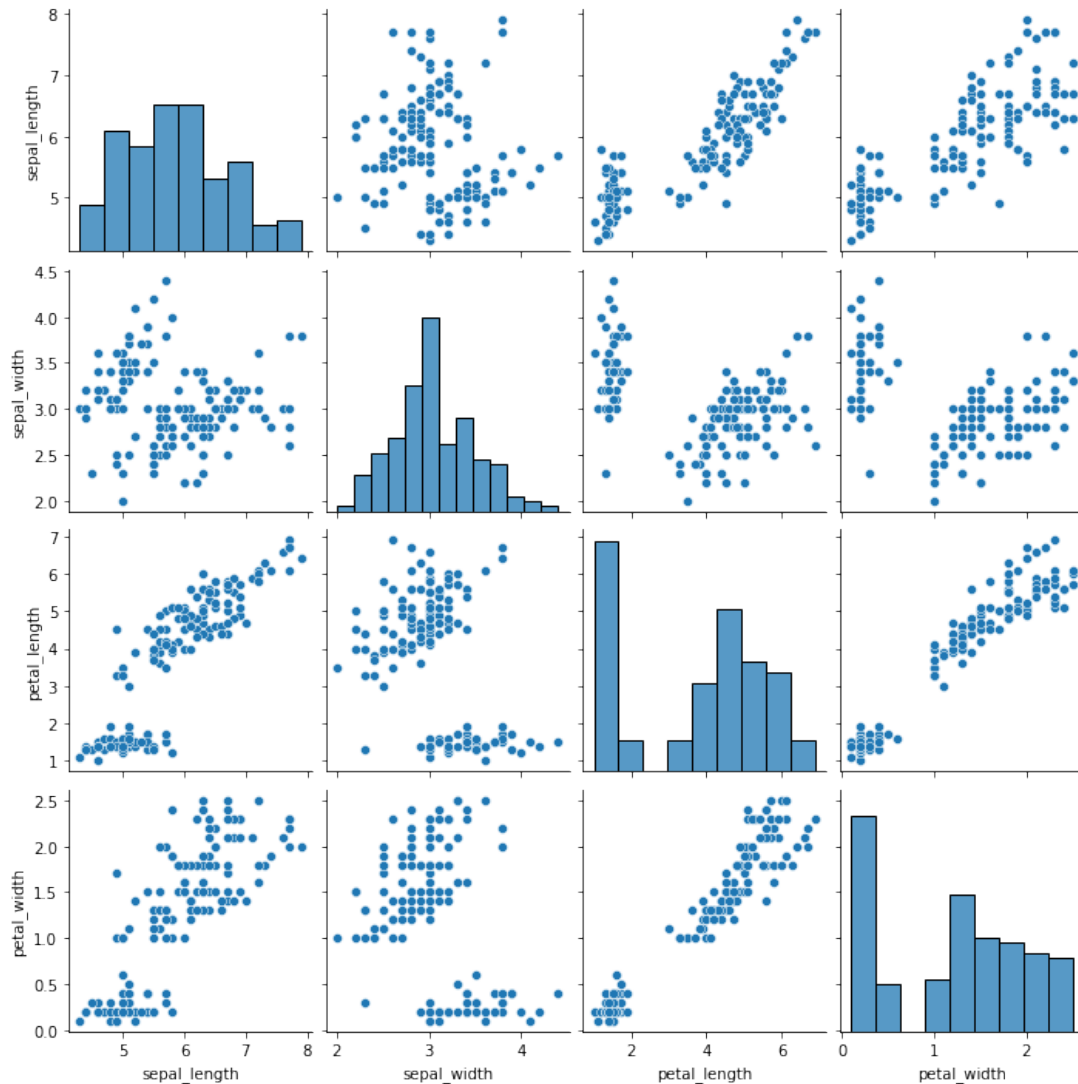 8
7
6
5
sepal_length
4.5
4.0
3.5
3.0
2.5
2.0
sepal_width
7
6
5
4
3
2
1
petal_length
2.5
2.0
1.5
1.0
0.5
0.0
petal_width
5 6 7 8
sepal_length
2 3 4
sepal_width
2 4 6
petal_length
0 1 2
petal_width